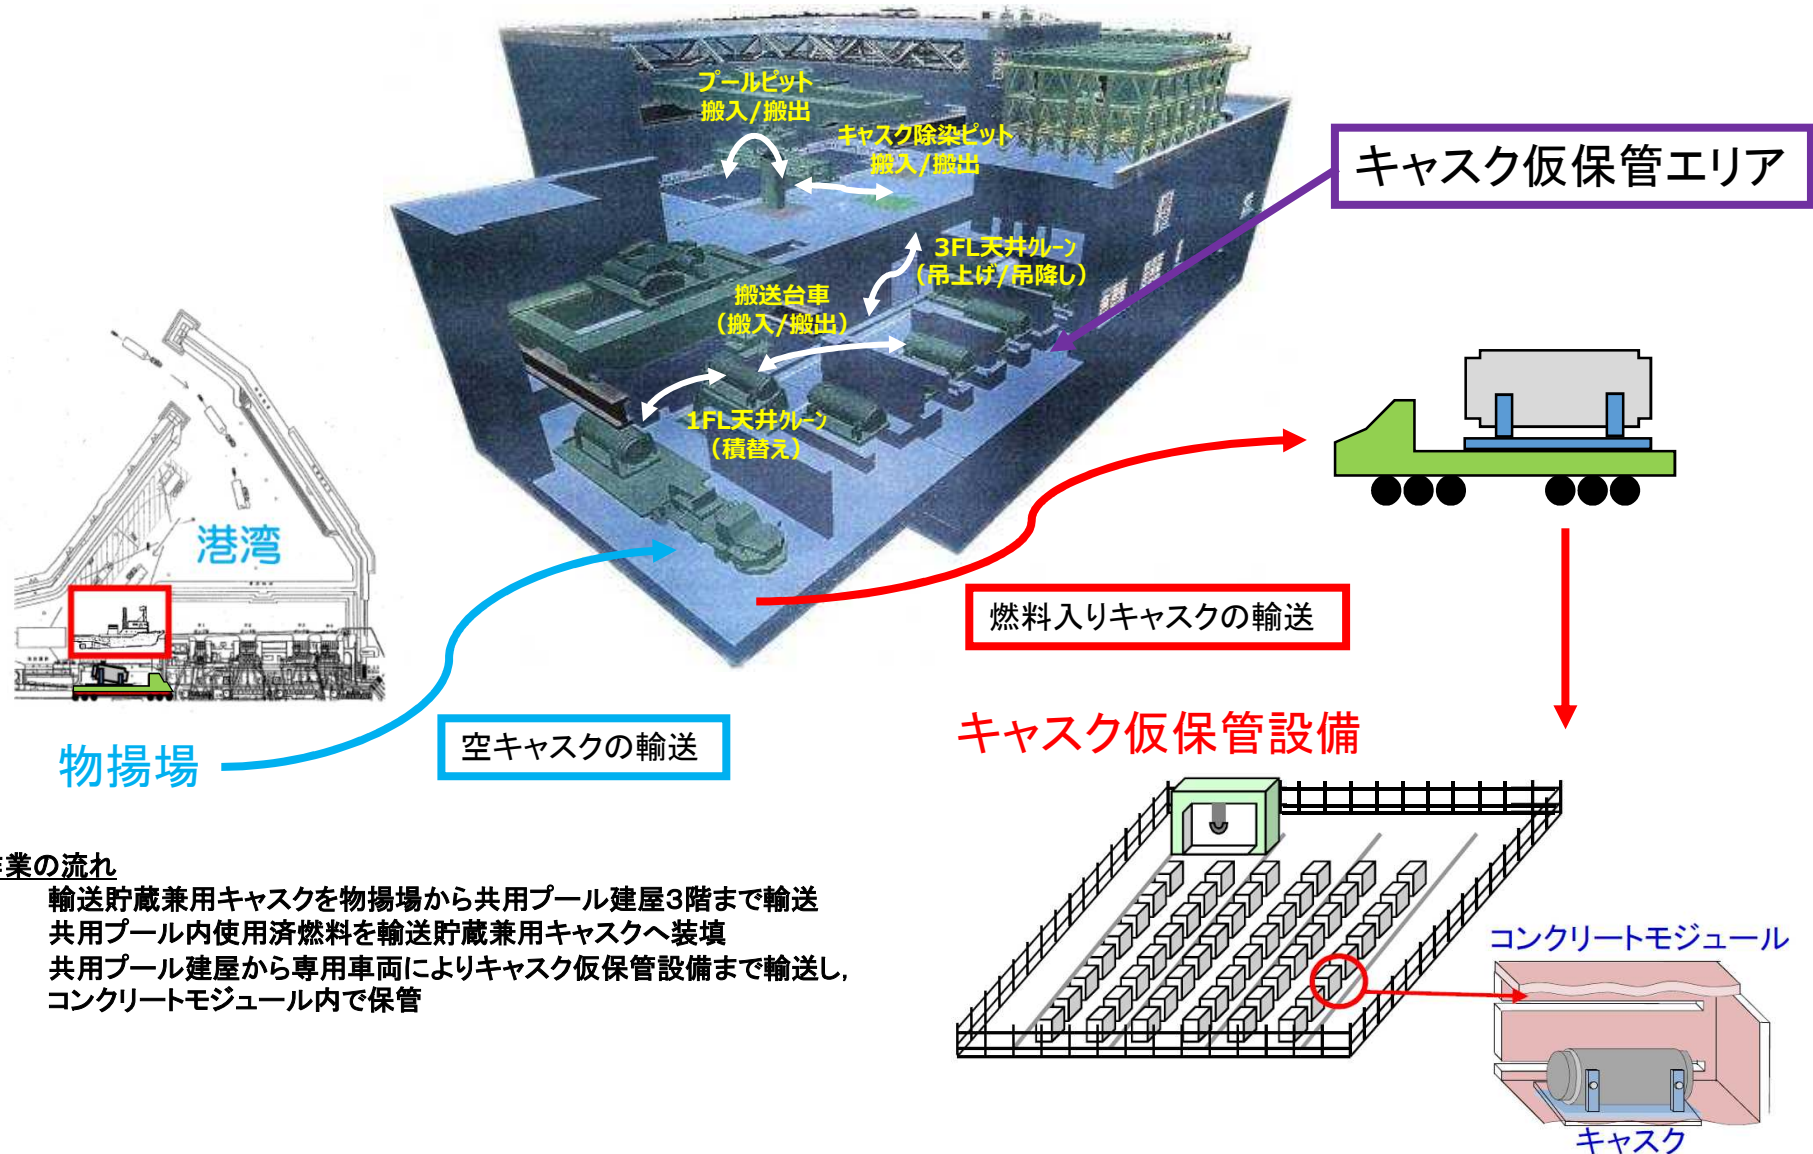 プールピット
搬入/搬出
キャスク除染ピット
搬入/搬出
キャスク仮保管エリア
3FL天井クレーン
（吊上げ/吊降し）
搬送台車
（搬入/搬出）
1FL天井クレーン
（積替え）
港湾
燃料入りキャスクの輸送
物揚場
空キャスクの輸送
キャスク仮保管設備
業の流れ
輸送貯蔵兼用キャスクを物揚場から共用プール建屋3階まで輸送
共用プール内使用済燃料を輸送貯蔵兼用キャスクへ装填
共用プール建屋から専用車両によりキャスク仮保管設備まで輸送し，
コンクリートモジュール内で保管
コンクリートモジュール
キャスク